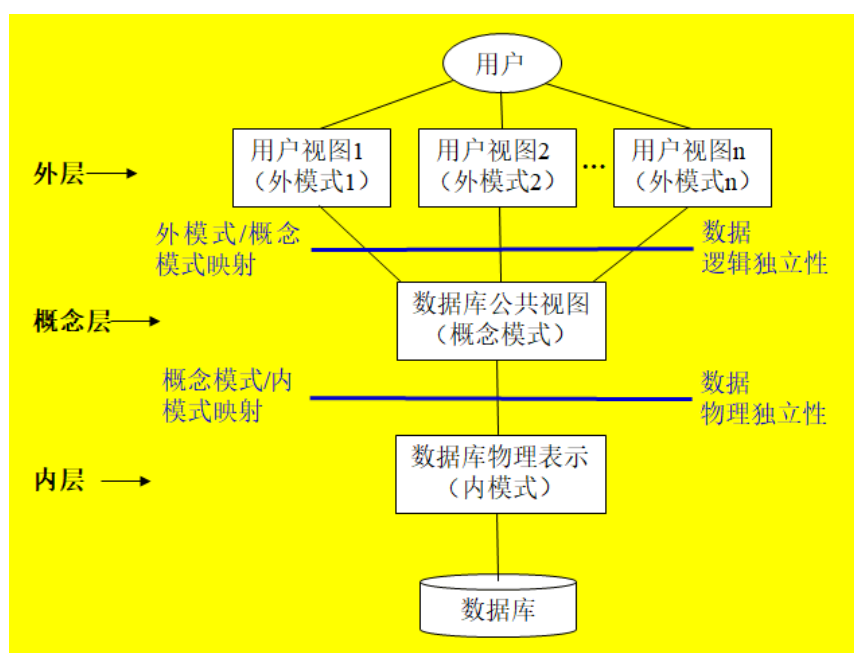 用户
用户视图1
（外模式1）
用户视图2
（外模式2）
...
用户视图n
（外模式n）
外层
外模式/概念
模式映射
数据
逻辑独立性
数据库公共视图
（概念模式）
概念层
概念模式/内
模式映射
数据
物理独立性
数据库物理表示
（内模式）
内层
数据库